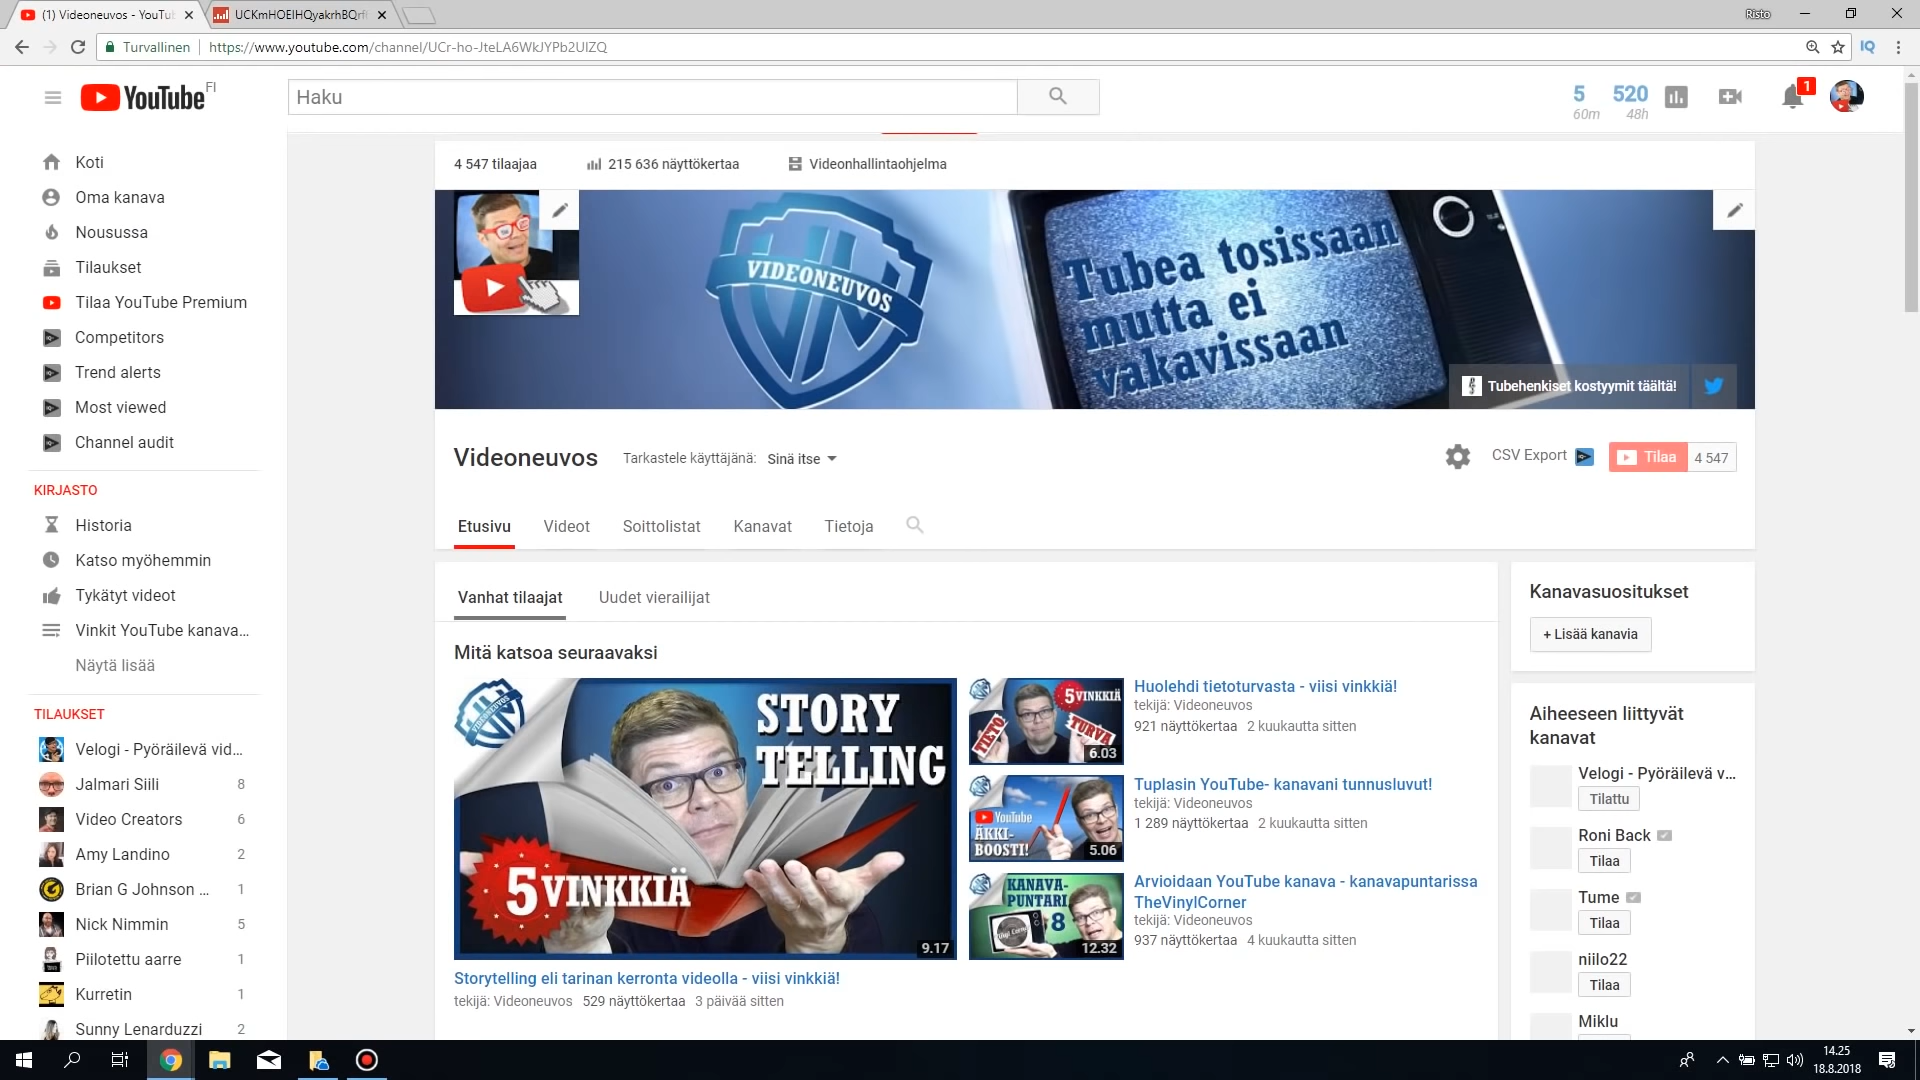 (1) Videoneuvos - YouTu
UCKmHOEIHQyakrhBQrfI
Risto
Turvallinen
https://www.youtube.com/channel/UCr-ho-JteLA6WkJYPb2UIZQ
IQ
YouTube FI
Haku
5
60m
520
48h
1
Koti
Oma kanava
Nousussa
Tilaukset
Tilaa YouTube Premium
Competitors
Trend alerts
Most viewed
Channel audit
KIRJASTO
Historia
Katso myöhemmin
Tykätyt videot
Vinkit YouTube kanava...
Näytä lisää
TILAUKSET
Velogi - Pyöräilevä vid...
Jalmari Siili 8
Video Creators 6
Amy Landino 2
Brian G Johnson ... 1
Nick Nimmin 5
Piilotettu aarre 1
Kurretin 1
Sunny Lenarduzzi 2
4 547 tilaajaa
215 636 näyttökertaa
Videonhallintaohjelma
VIDEONEUVOS
Tubea tosissaan
mutta ei
vakavissaan
Tubehenkiset kostyymit täältä!
Videoneuvos
Tarkastele käyttäjänä: Sinä itse
CSV Export
Tilaa 4 547
Etusivu
Videot
Soittolistat
Kanavat
Tietoja
Vanhat tilaajat
Uudet vierailijat
Mitä katsoa seuraavaksi
VIDEONEUVOS
STORY
TELLING
5 VINKKIÄ
9.17
Storytelling eli tarinan kerronta videolla - viisi vinkkiä!
tekijä: Videoneuvos 529 näyttökertaa 3 päivää sitten
5 VINKKIÄ
TIETO
TURVA
6.03
Huolehdi tietoturvasta - viisi vinkkiä!
tekijä: Videoneuvos
921 näyttökertaa 2 kuukautta sitten
YouTube
ÄKKI-
BOOSTI!
5.06
Tuplasin YouTube- kanavani tunnusluvut!
tekijä: Videoneuvos
1 289 näyttökertaa 2 kuukautta sitten
KANAVA-
PUNTARI
8
12.32
Arvioidaan YouTube kanava - kanavapuntarissa
TheVinylCorner
tekijä: Videoneuvos
937 näyttökertaa 4 kuukautta sitten
Kanavasuositukset
+ Lisää kanavia
Aiheeseen liittyvät
kanavat
Velogi - Pyöräilevä v...
Tilattu
Roni Back
Tilaa
Tume
Tilaa
niilo22
Tilaa
Miklu
14.25
18.8.2018